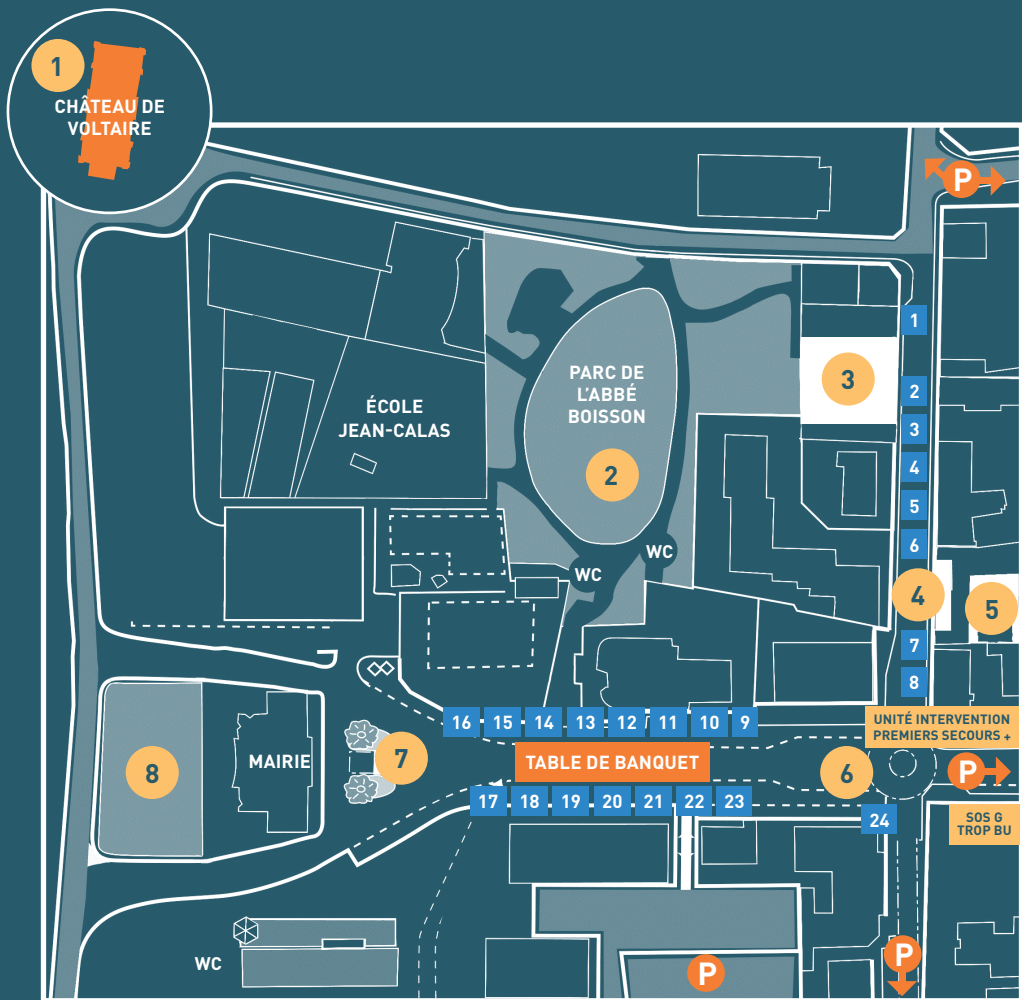 1
CHÂTEAU DE
VOLTAIRE
P
1
PARC DE
L'ABBÉ
BOISSON
3
2
ÉCOLE
JEAN-CALAS
3
2
4
5
6
WC
WC
4
5
7
8
16 15 14 13 12 11 10 9
UNITÉ INTERVENTION
PREMIERS SECOURS +
8
MAIRIE
7
TABLE DE BANQUET
6
P
17 18 19 20 21 22 23
24
SOS G
TROP BU
WC
P
P